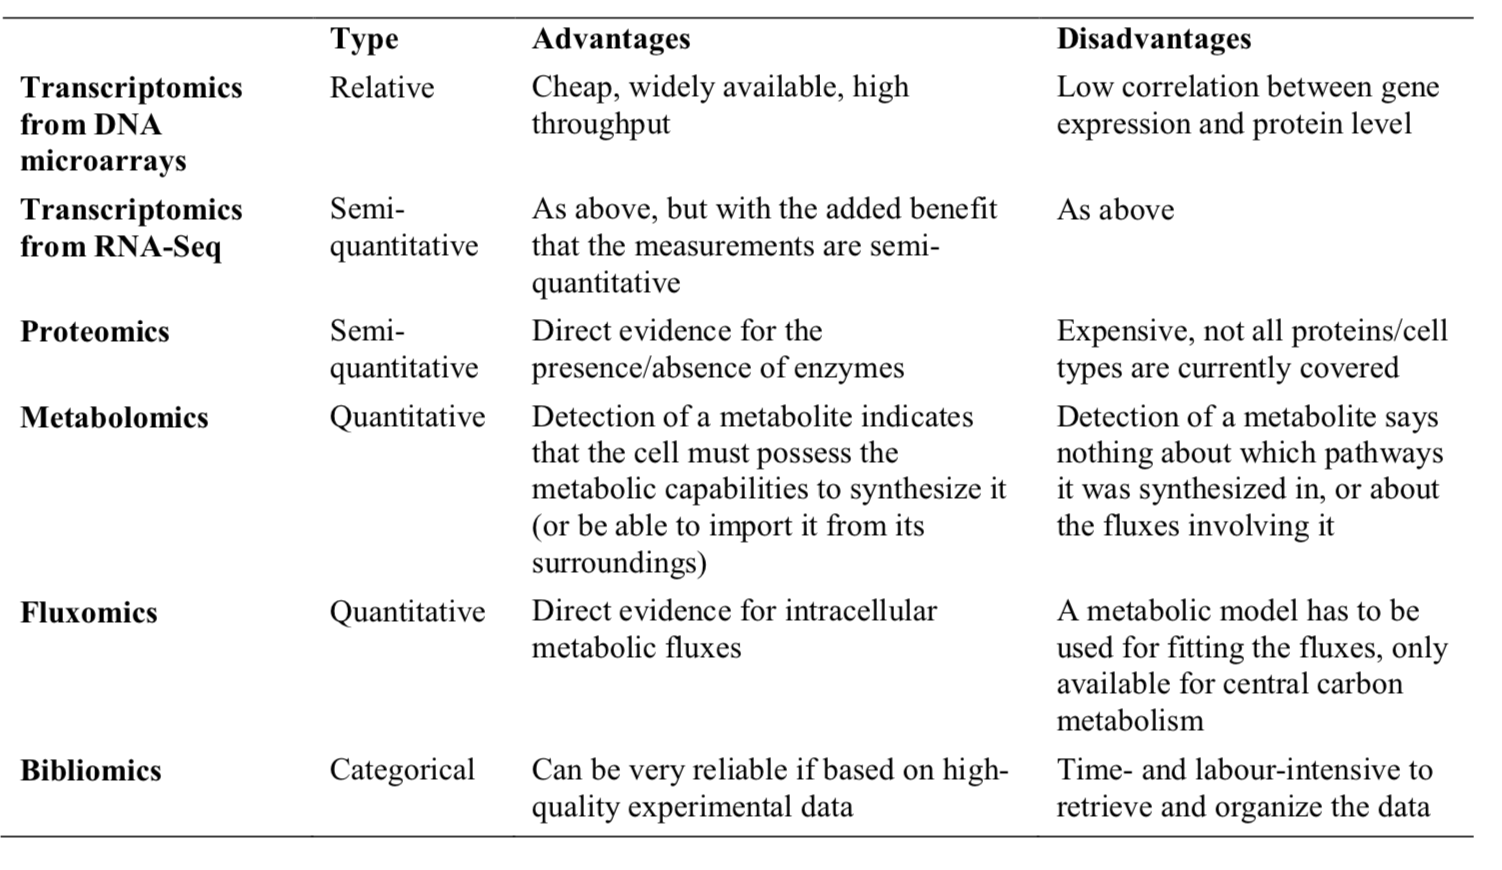 Type Advantages Disadvantages
Transcriptomics from DNA microarrays
Relative
Cheap, widely available, high
throughput
Low correlation between gene
expression and protein level
Transcriptomics
from RNA-Seq
Semi-
quantitative
As above, but with the added benefit
that the measurements are semi-
quantitative
As above
Proteomics
Semi-
quantitative
Direct evidence for the
presence/absence of enzymes
Expensive, not all proteins/cell
types are currently covered
Metabolomics
Quantitative
Detection of a metabolite indicates
that the cell must possess the
metabolic capabilities to synthesize it
(or be able to import it from its
surroundings)
Detection of a metabolite says
nothing about which pathways
it was synthesized in, or about
the fluxes involving it
Fluxomics
Quantitative
Direct evidence for intracellular
metabolic fluxes
A metabolic model has to be
used for fitting the fluxes, only
available for central carbon
metabolism
Bibliomics
Categorical
Can be very reliable if based on high-
quality experimental data
Time- and labour-intensive to
retrieve and organize the data